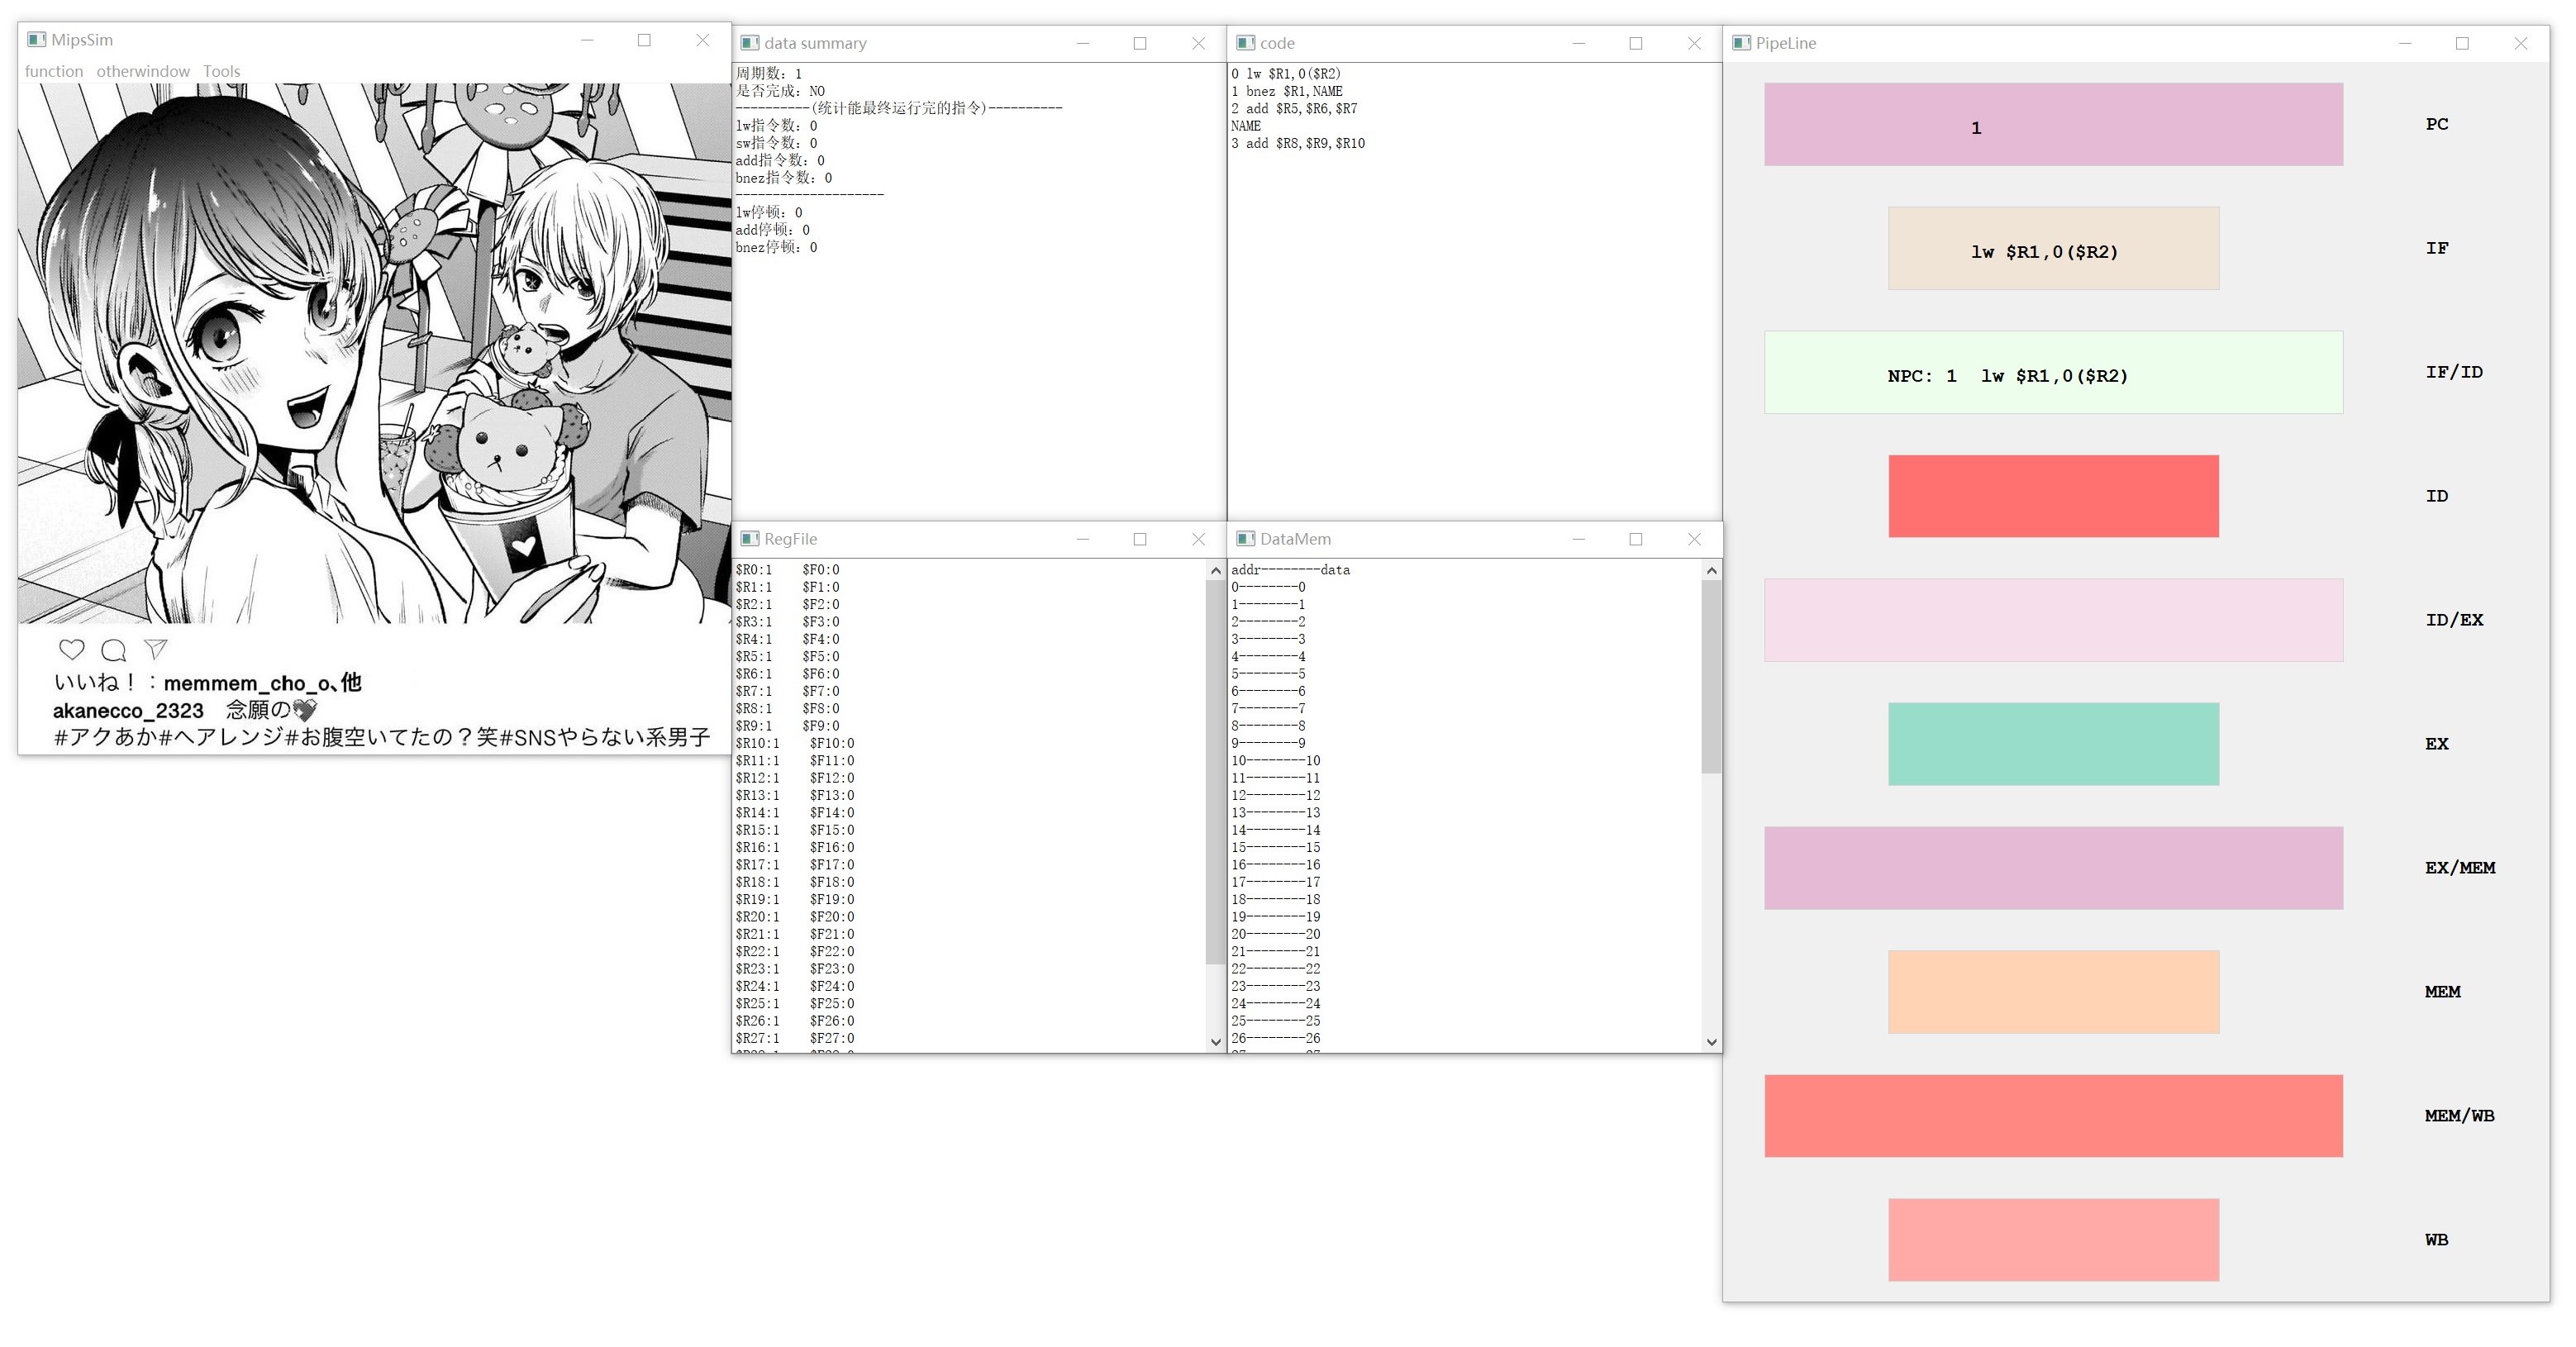 MipsSim
function otherwindow Tools
いいね！：memmem_cho_o、他
akanecco_2323 念願の
#アクあか#ヘアレンジ#お腹空いてたの？笑#SNSやらない系男子
data summary
周期数：1
是否完成：NO
----------(统计能最终运行完的指令)----------
lw指令数：0
sw指令数：0
add指令数：0
bnez指令数：0
--------------------
lw停顿：0
add停顿：0
bnez停顿：0
code
0 lw $R1,0($R2)
1 bnez $R1,NAME
2 add $R5,$R6,$R7
NAME
3 add $R8,$R9,$R10
RegFile
$R0:1 $F0:0
$R1:1 $F1:0
$R2:1 $F2:0
$R3:1 $F3:0
$R4:1 $F4:0
$R5:1 $F5:0
$R6:1 $F6:0
$R7:1 $F7:0
$R8:1 $F8:0
$R9:1 $F9:0
$R10:1 $F10:0
$R11:1 $F11:0
$R12:1 $F12:0
$R13:1 $F13:0
$R14:1 $F14:0
$R15:1 $F15:0
$R16:1 $F16:0
$R17:1 $F17:0
$R18:1 $F18:0
$R19:1 $F19:0
$R20:1 $F20:0
$R21:1 $F21:0
$R22:1 $F22:0
$R23:1 $F23:0
$R24:1 $F24:0
$R25:1 $F25:0
$R26:1 $F26:0
$R27:1 $F27:0
DataMem
addr--------data
0--------0
1--------1
2--------2
3--------3
4--------4
5--------5
6--------6
7--------7
8--------8
9--------9
10--------10
11--------11
12--------12
13--------13
14--------14
15--------15
16--------16
17--------17
18--------18
19--------19
20--------20
21--------21
22--------22
23--------23
24--------24
25--------25
26--------26
PipeLine
1 PC
lw $R1,0($R2) IF
NPC: 1 lw $R1,0($R2) IF/ID
ID
ID/EX
EX
EX/MEM
MEM
MEM/WB
WB